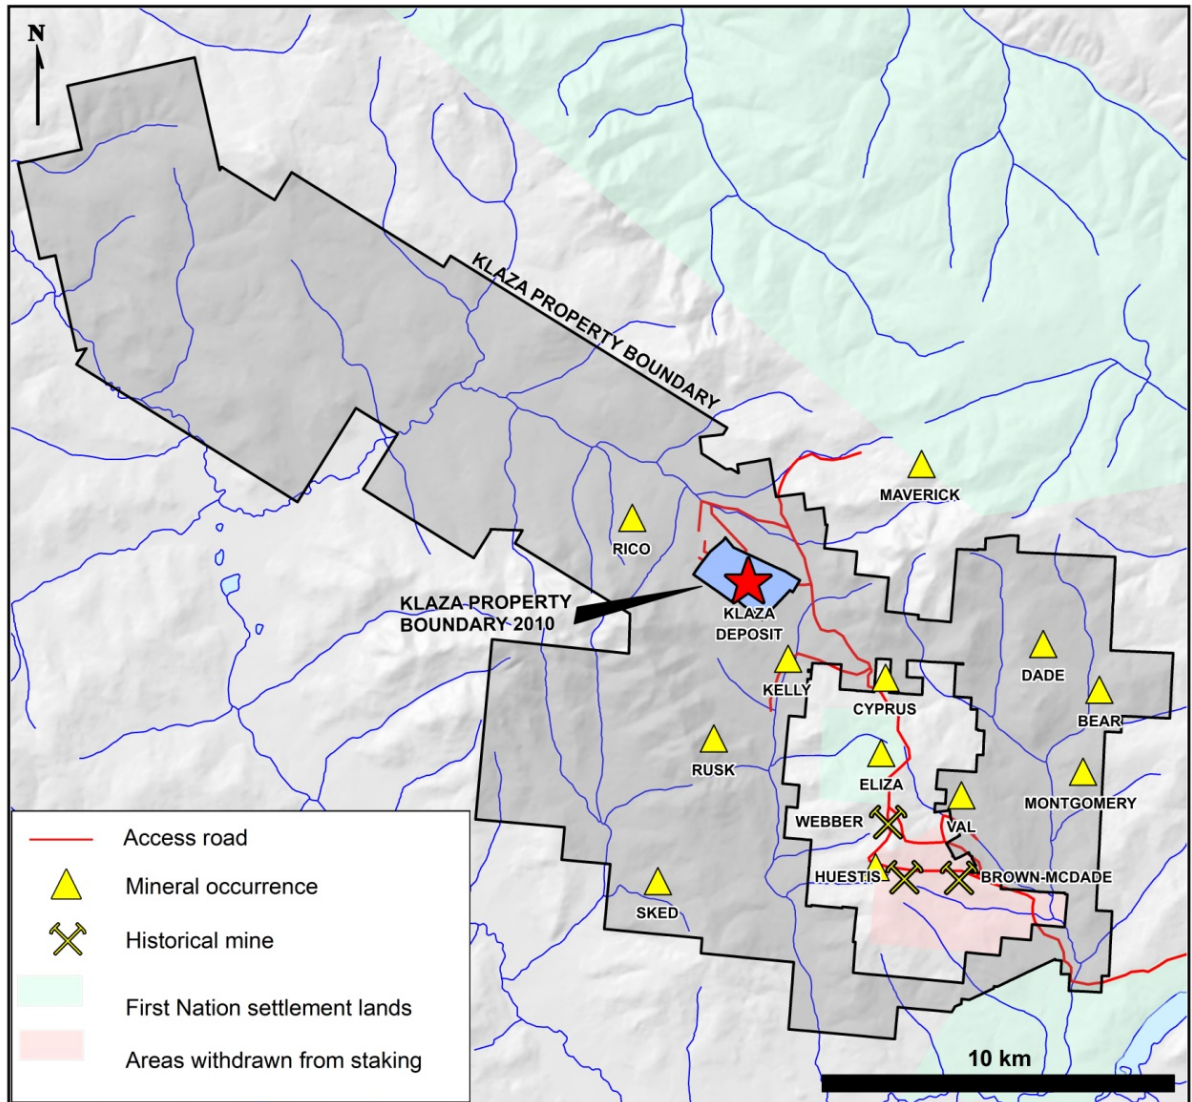 N
KLAZA PROPERTY BOUNDARY
MAVERICK
RICO
KLAZA PROPERTY
BOUNDARY 2010
KLAZA
DEPOSIT
KELLY
CYPRUS
DADE
BEAR
RUSK
ELIZA
MONTGOMERY
WEBBER
VAL
HUESTIS
BROWN-MCDADE
SKED
Access road
Mineral occurrence
Historical mine
First Nation settlement lands
Areas withdrawn from staking
10 km